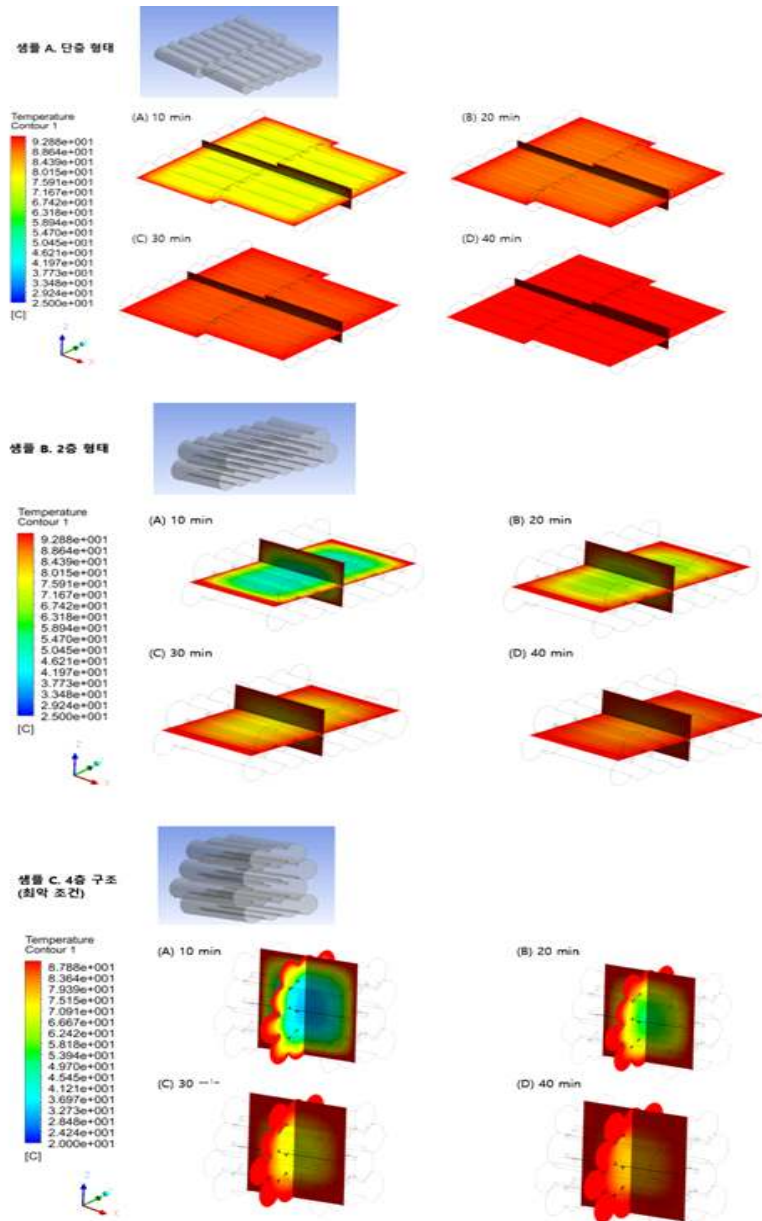 샘플 A. 단층 형태
Temperature
Contour 1
9.288e+001
8.864e+001
8.439e+001
8.015e+001
7.591e+001
7.167e+001
6.742e+001
6.318e+001
5.894e+001
5.470e+001
5.045e+001
4.621e+001
4.197e+001
3.773e+001
3.348e+001
2.924e+001
2.500e+001
[C]
(A) 10 min
(B) 20 min
(C) 30 min
(D) 40 min
샘플 B. 2층 형태
Temperature
Contour 1
9.288e+001
8.864e+001
8.439e+001
8.015e+001
7.591e+001
7.167e+001
6.742e+001
6.318e+001
5.894e+001
5.470e+001
5.045e+001
4.621e+001
4.197e+001
3.773e+001
3.348e+001
2.924e+001
2.500e+001
[C]
(A) 10 min
(B) 20 min
(C) 30 min
(D) 40 min
샘플 C. 4층 구조
(최악 조건)
Temperature
Contour 1
8.788e+001
8.364e+001
7.939e+001
7.515e+001
7.091e+001
6.667e+001
6.242e+001
5.818e+001
5.394e+001
4.970e+001
4.545e+001
4.121e+001
3.697e+001
3.273e+001
2.848e+001
2.424e+001
2.000e+001
[C]
(A) 10 min
(B) 20 min
(C) 30
(D) 40 min